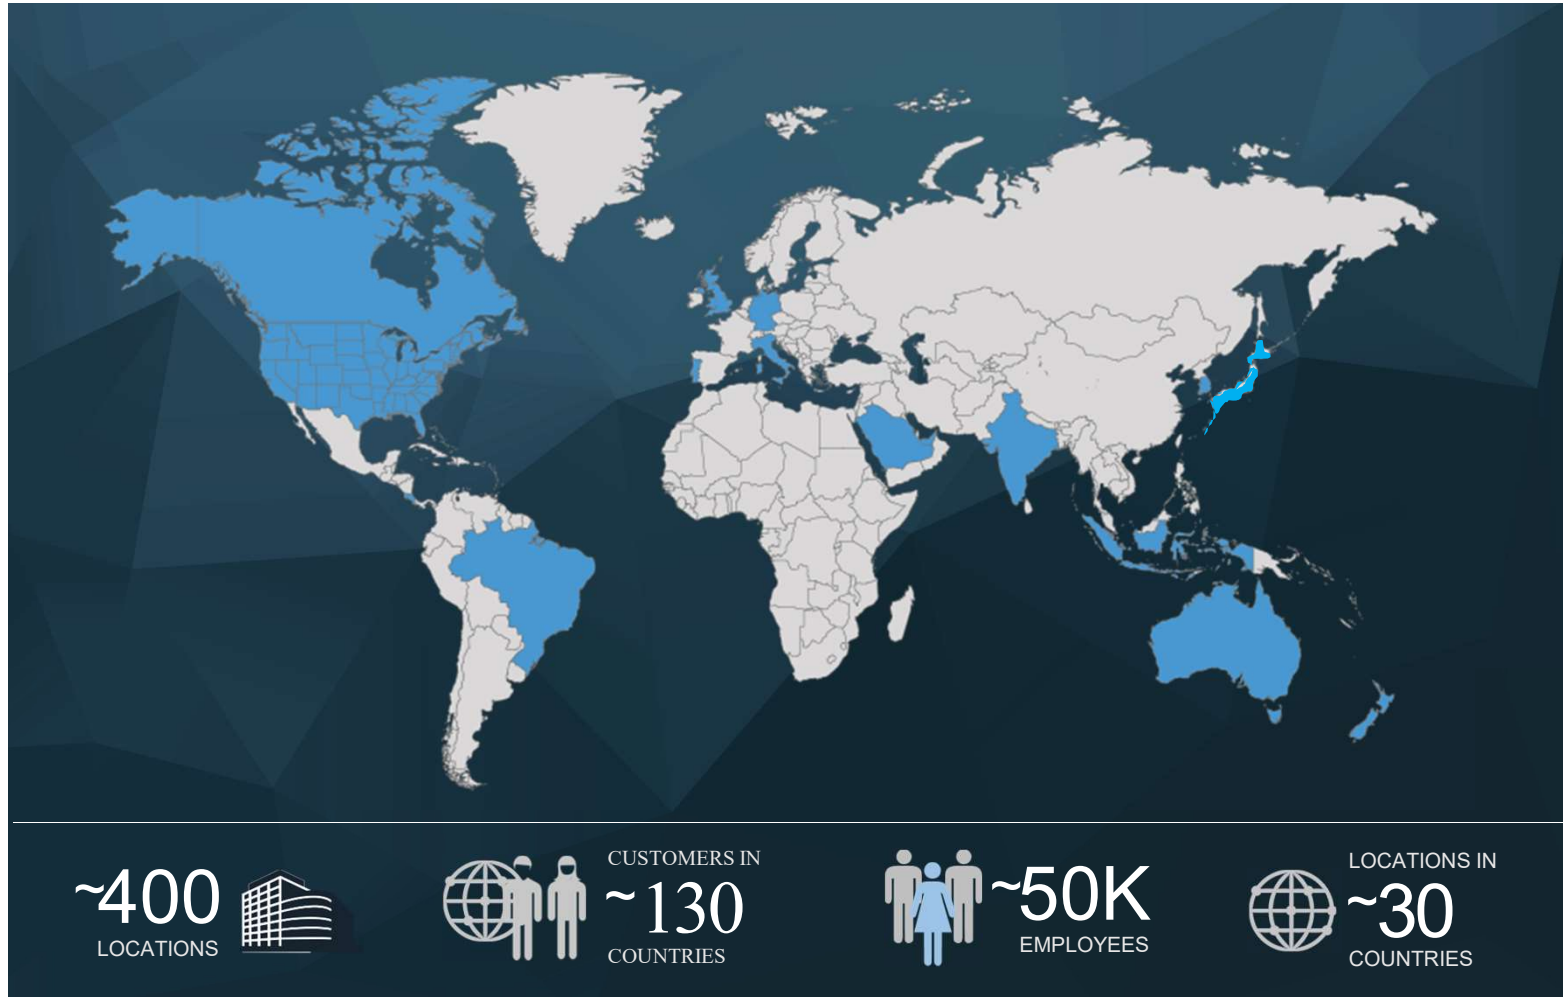 ~400
LOCATIONS
CUSTOMERS IN
~130
COUNTRIES
~50K
EMPLOYEES
LOCATIONS IN
~30
COUNTRIES